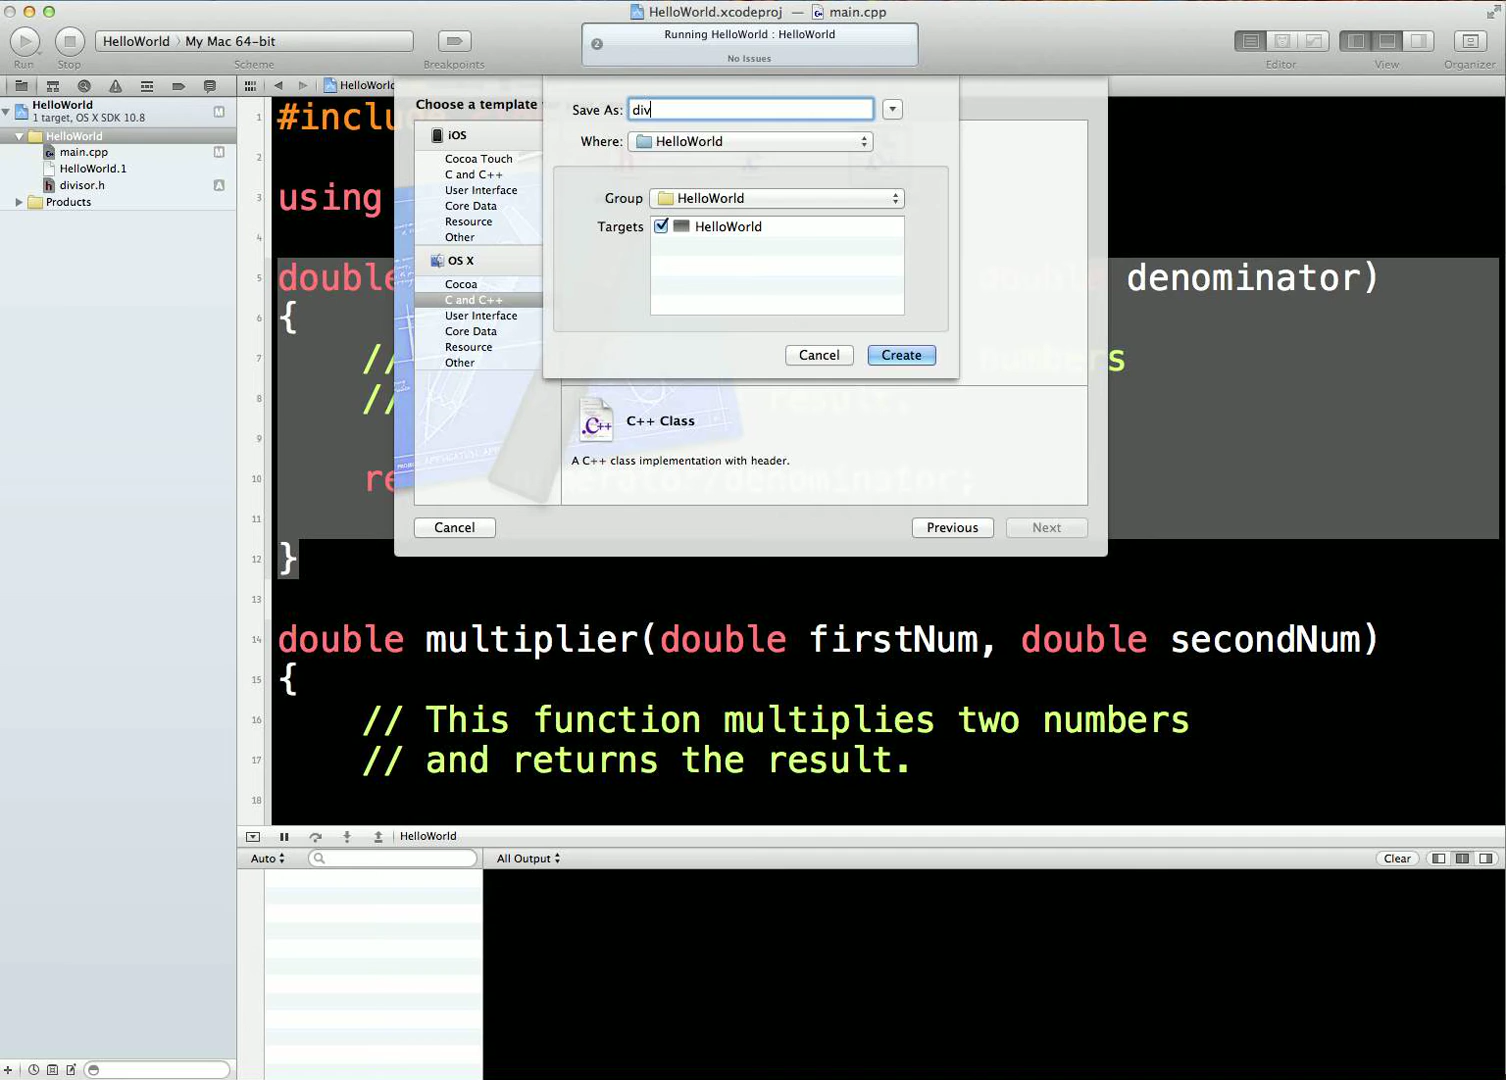 HelloWorld.xcodeproj — main.cpp
HelloWorld › My Mac 64-bit
Run Stop Scheme Breakpoints
2 Running HelloWorld : HelloWorld
No Issues
Editor View Organizer
HelloWorld
1 target, OS X SDK 10.8
M
HelloWorld
main.cpp M
HelloWorld.1
divisor.h A
Products
HelloWorld
Choose a template
iOS
Cocoa Touch
C and C++
User Interface
Core Data
Resource
Other
OS X
Cocoa
C and C++
User Interface
Core Data
Resource
Other
Save As: div
Where: HelloWorld
Group HelloWorld
Targets HelloWorld
Cancel Create
C++ C++ Class
A C++ class implementation with header.
Cancel Previous Next
1 #inclu
2
3 using
4
5 double double denominator)
6 {
7 // numbers
8 // result.
9
10 re /denominator;
11
12 }
13
14 double multiplier(double firstNum, double secondNum)
15 {
16 // This function multiplies two numbers
17 // and returns the result.
18
HelloWorld
Auto All Output Clear